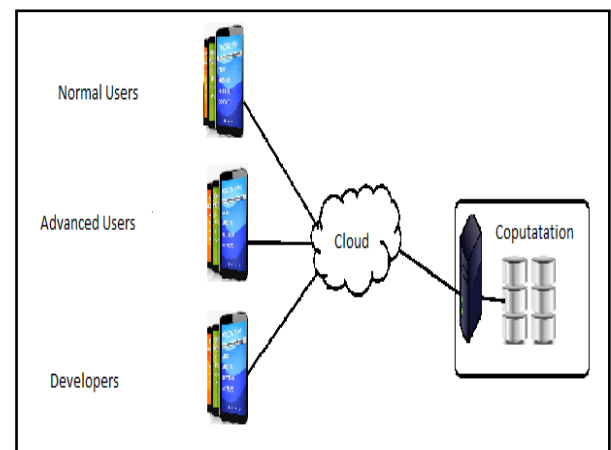 Normal Users
Advanced Users
Cloud
Coputatation
Developers